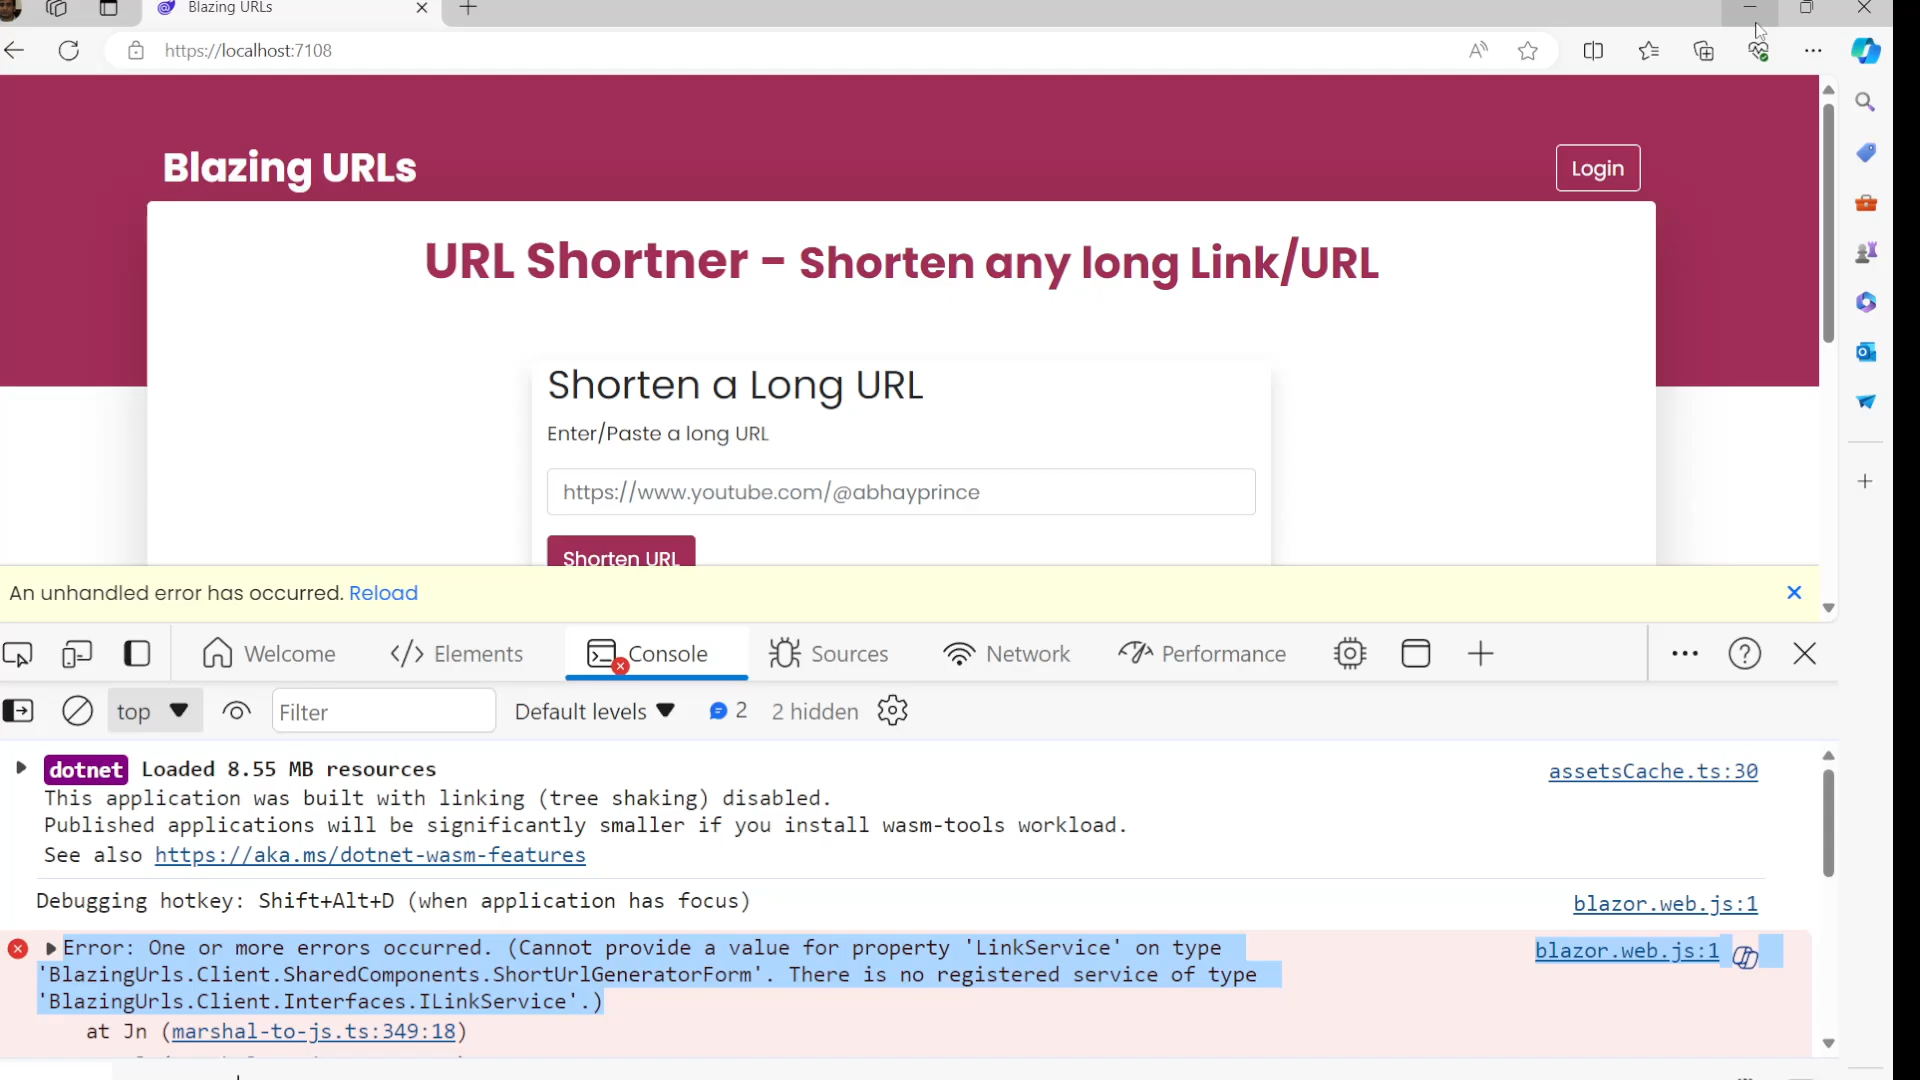 Blazing URLs
https://localhost:7108
Blazing URLs
Login
URL Shortner - Shorten any long Link/URL
Shorten a Long URL
Enter/Paste a long URL
https://www.youtube.com/@abhayprince
Shorten URL
An unhandled error has occurred. Reload
Welcome
Elements
Console
Sources
Network
Performance
top
Filter
Default levels
2
2 hidden
dotnet Loaded 8.55 MB resources assetsCache.ts:30
This application was built with linking (tree shaking) disabled.
Published applications will be significantly smaller if you install wasm-tools workload.
See also https://aka.ms/dotnet-wasm-features
Debugging hotkey: Shift+Alt+D (when application has focus) blazor.web.js:1
Error: One or more errors occurred. (Cannot provide a value for property 'LinkService' on type blazor.web.js:1
'BlazingUrls.Client.SharedComponents.ShortUrlGeneratorForm'. There is no registered service of type
'BlazingUrls.Client.Interfaces.ILinkService'.)
at Jn (marshal-to-js.ts:349:18)